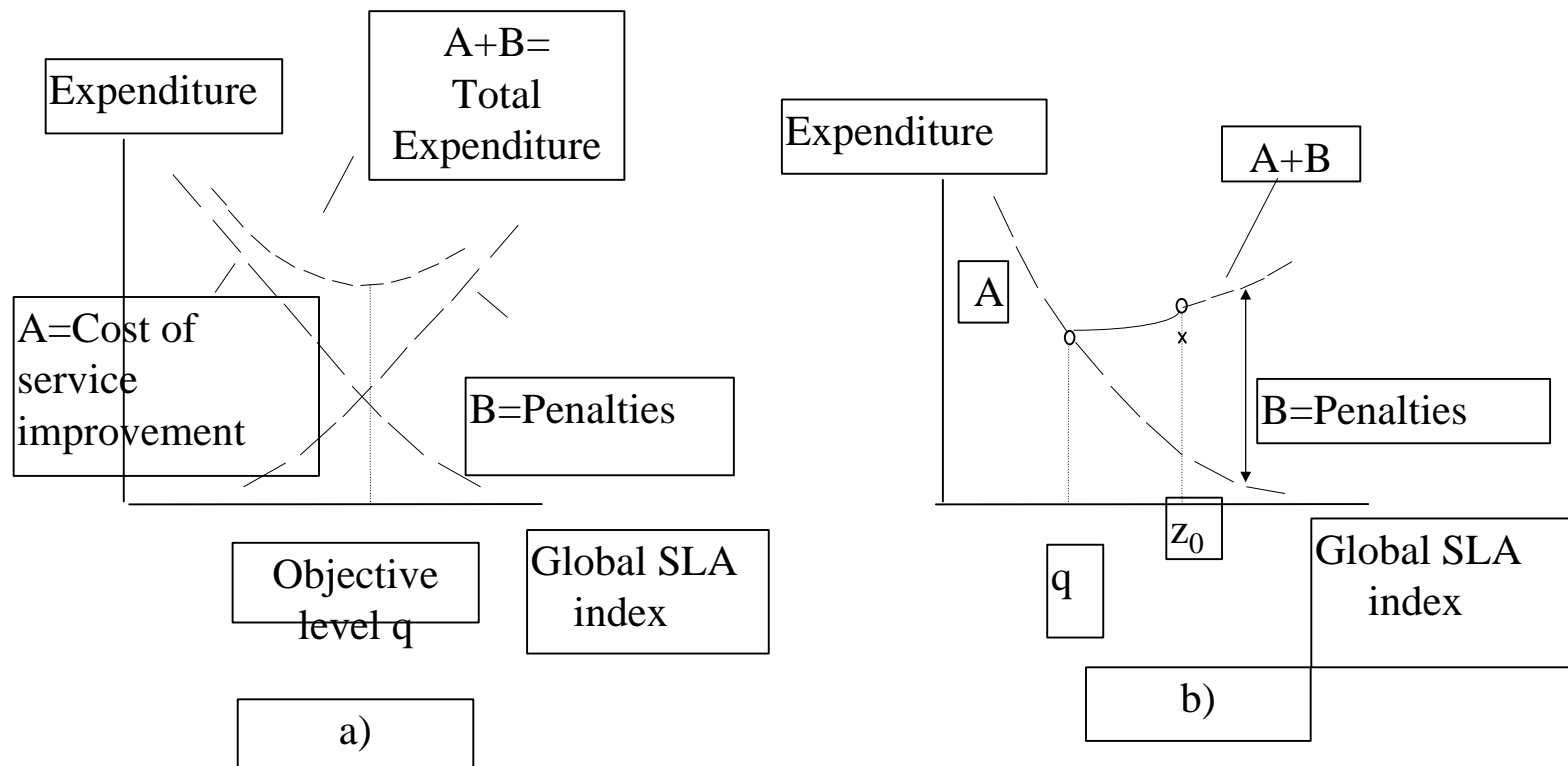 Expenditure
A+B=
Total
Expenditure
A=Cost of
service
improvement
B=Penalties
Objective
level q
Global SLA
index
a)
Expenditure
A+B
A
B=Penalties
z₀
q
Global SLA
index
b)